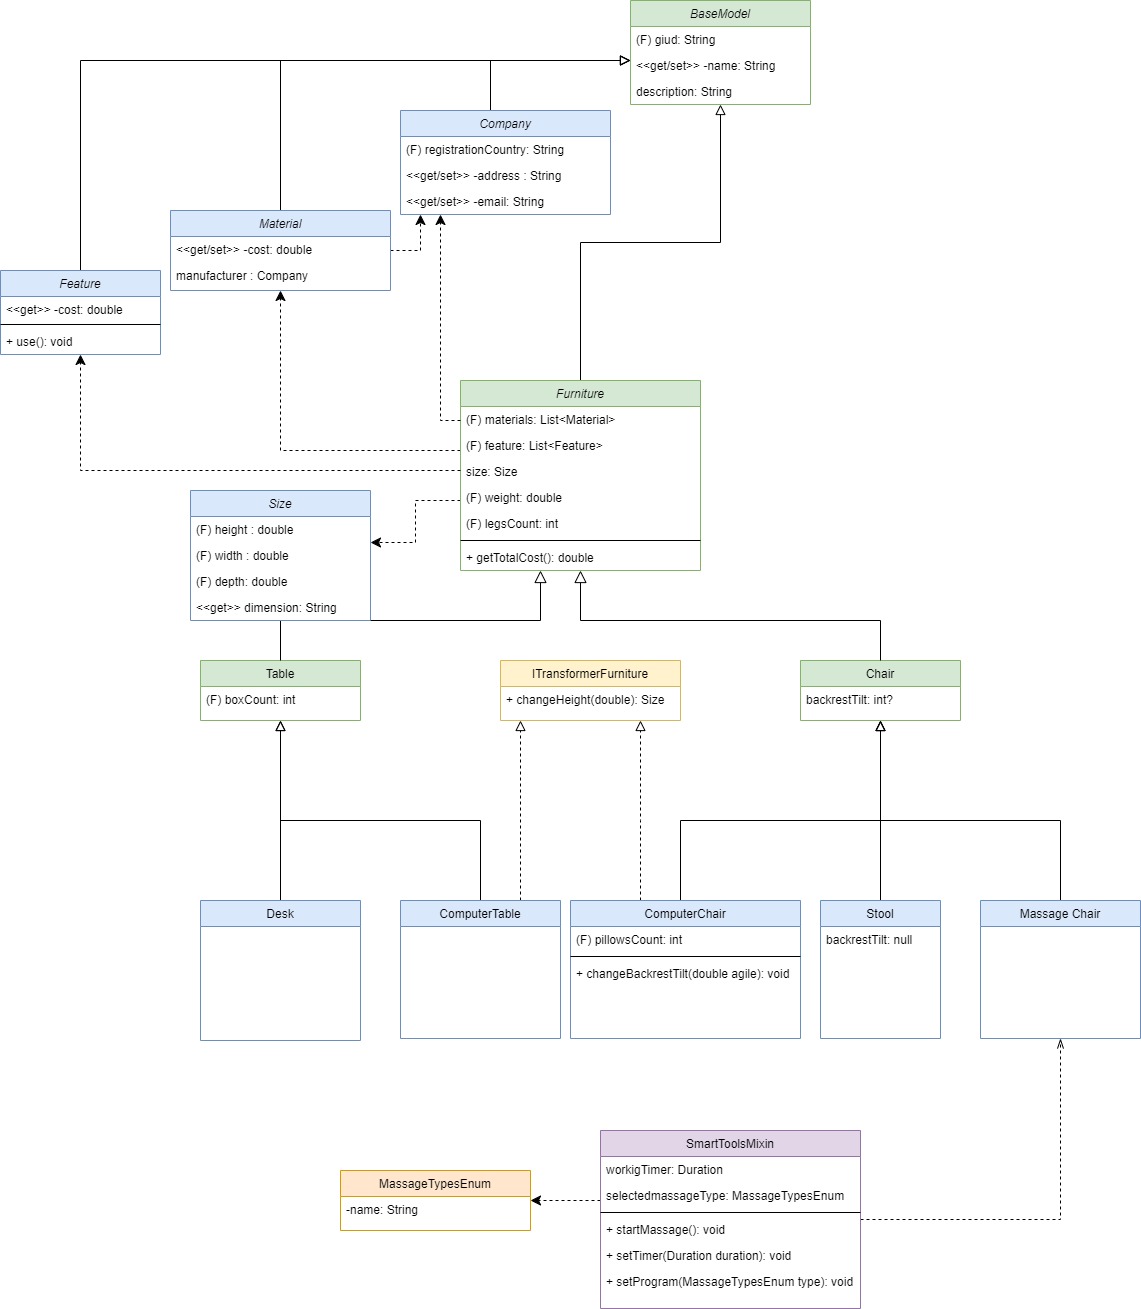 BaseModel
(F) giud: String
<<get/set>> -name: String
description: String
Company
(F) registrationCountry: String
<<get/set>> -address : String
<<get/set>> -email: String
Material
<<get/set>> -cost: double
manufacturer : Company
Feature
<<get>> -cost: double
+ use(): void
Furniture
(F) materials: List<Material>
(F) feature: List<Feature>
size: Size
(F) weight: double
(F) legsCount: int
+ getTotalCost(): double
Size
(F) height : double
(F) width : double
(F) depth: double
<<get>> dimension: String
Table
(F) boxCount: int
ITransformerFurniture
+ changeHeight(double): Size
Chair
backrestTilt: int?
Desk
ComputerTable
ComputerChair
(F) pillowsCount: int
+ changeBackrestTilt(double agile): void
Stool
backrestTilt: null
Massage Chair
SmartToolsMixin
workigTimer: Duration
selectedmassageType: MassageTypesEnum
+ startMassage(): void
+ setTimer(Duration duration): void
+ setProgram(MassageTypesEnum type): void
MassageTypesEnum
-name: String